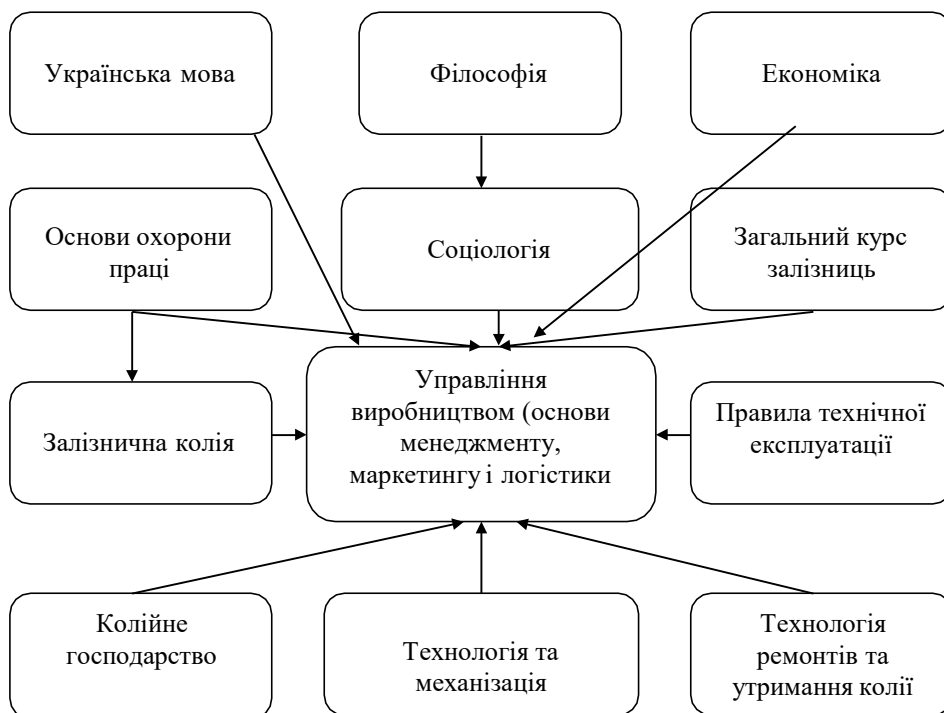 Українська мова
Філософія
Економіка
Основи охорони
праці
Соціологія
Загальний курс
залізниць
Залізнична колія
Управління
виробництвом (основи
менеджменту,
маркетингу і логістики
Правила технічної
експлуатації
Колійне
господарство
Технологія та
механізація
Технологія
ремонтів та
утримання колії